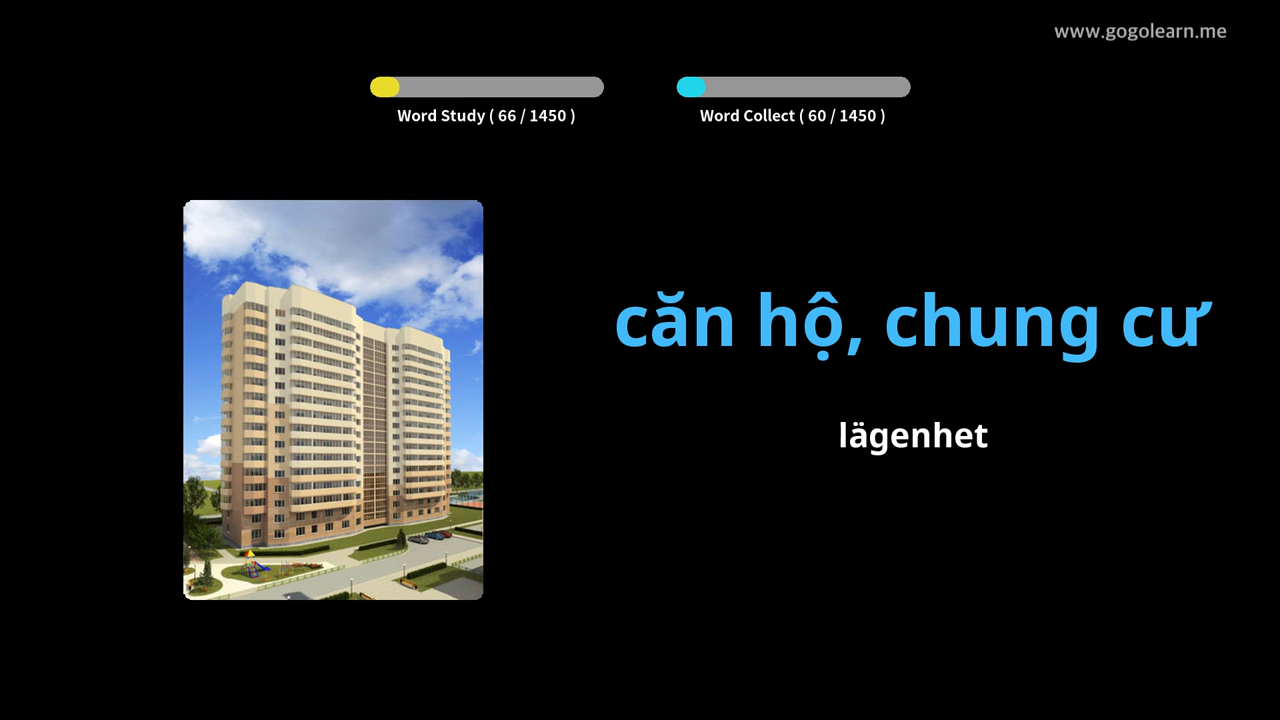 www.gogolearn.me
Word Study ( 66 / 1450 )
Word Collect ( 60 / 1450 )
căn hộ, chung cư
lägenhet